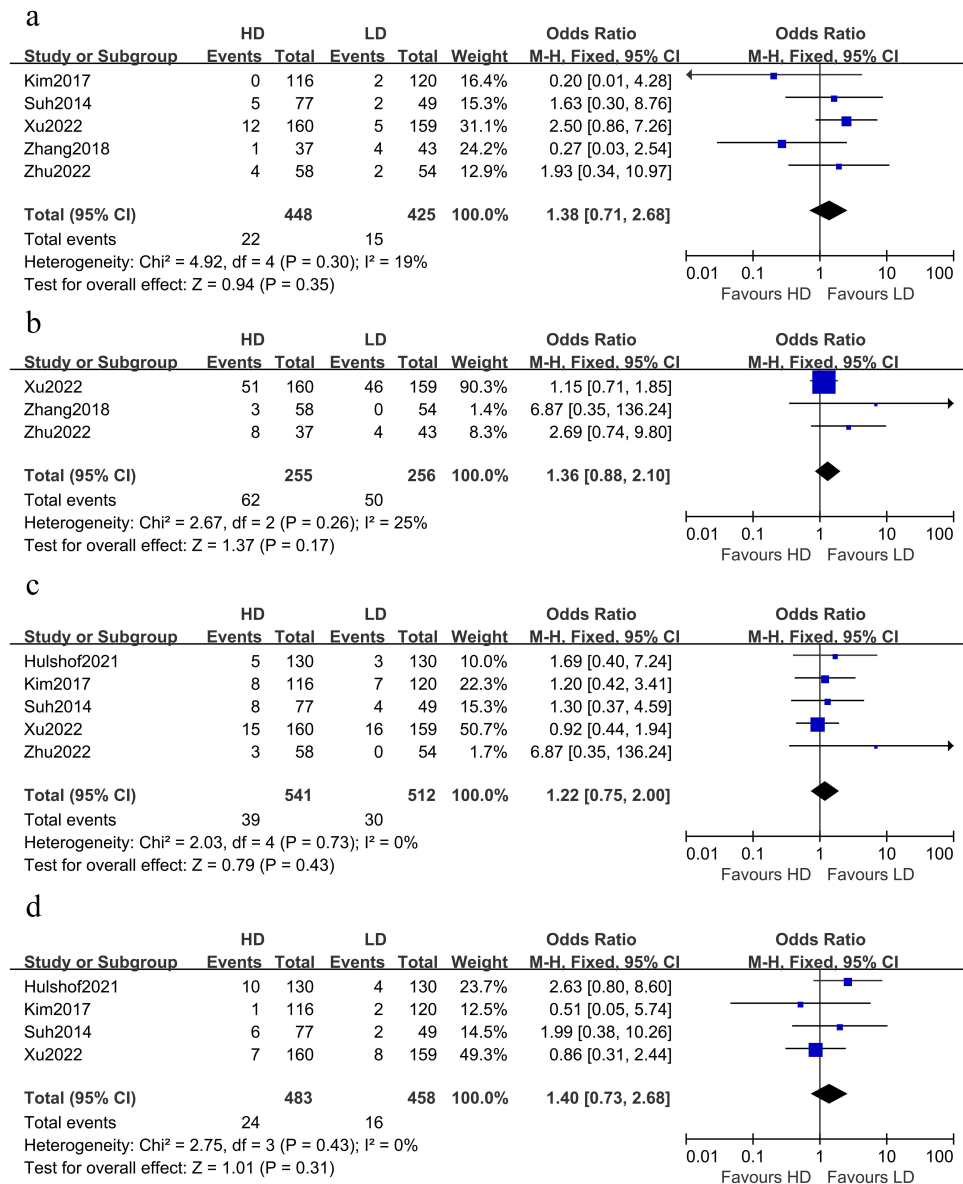 a
HD LD Odds Ratio Odds Ratio
Study or Subgroup Events Total Events Total Weight M-H, Fixed, 95% CI M-H, Fixed, 95% CI
Kim2017 0 116 2 120 16.4% 0.20 [0.01, 4.28]
Suh2014 5 77 2 49 15.3% 1.63 [0.30, 8.76]
Xu2022 12 160 5 159 31.1% 2.50 [0.86, 7.26]
Zhang2018 1 37 4 43 24.2% 0.27 [0.03, 2.54]
Zhu2022 4 58 2 54 12.9% 1.93 [0.34, 10.97]
Total (95% CI) 448 425 100.0% 1.38 [0.71, 2.68]
Total events 22 15
Heterogeneity: Chi² = 4.92, df = 4 (P = 0.30); I² = 19%
Test for overall effect: Z = 0.94 (P = 0.35)
0.01 0.1 1 10 100
Favours HD Favours LD
b
HD LD Odds Ratio Odds Ratio
Study or Subgroup Events Total Events Total Weight M-H, Fixed, 95% CI M-H, Fixed, 95% CI
Xu2022 51 160 46 159 90.3% 1.15 [0.71, 1.85]
Zhang2018 3 58 0 54 1.4% 6.87 [0.35, 136.24]
Zhu2022 8 37 4 43 8.3% 2.69 [0.74, 9.80]
Total (95% CI) 255 256 100.0% 1.36 [0.88, 2.10]
Total events 62 50
Heterogeneity: Chi² = 2.67, df = 2 (P = 0.26); I² = 25%
Test for overall effect: Z = 1.37 (P = 0.17)
0.01 0.1 1 10 100
Favours HD Favours LD
c
HD LD Odds Ratio Odds Ratio
Study or Subgroup Events Total Events Total Weight M-H, Fixed, 95% CI M-H, Fixed, 95% CI
Hulshof2021 5 130 3 130 10.0% 1.69 [0.40, 7.24]
Kim2017 8 116 7 120 22.3% 1.20 [0.42, 3.41]
Suh2014 8 77 4 49 15.3% 1.30 [0.37, 4.59]
Xu2022 15 160 16 159 50.7% 0.92 [0.44, 1.94]
Zhu2022 3 58 0 54 1.7% 6.87 [0.35, 136.24]
Total (95% CI) 541 512 100.0% 1.22 [0.75, 2.00]
Total events 39 30
Heterogeneity: Chi² = 2.03, df = 4 (P = 0.73); I² = 0%
Test for overall effect: Z = 0.79 (P = 0.43)
0.01 0.1 1 10 100
Favours HD Favours LD
d
HD LD Odds Ratio Odds Ratio
Study or Subgroup Events Total Events Total Weight M-H, Fixed, 95% CI M-H, Fixed, 95% CI
Hulshof2021 10 130 4 130 23.7% 2.63 [0.80, 8.60]
Kim2017 1 116 2 120 12.5% 0.51 [0.05, 5.74]
Suh2014 6 77 2 49 14.5% 1.99 [0.38, 10.26]
Xu2022 7 160 8 159 49.3% 0.86 [0.31, 2.44]
Total (95% CI) 483 458 100.0% 1.40 [0.73, 2.68]
Total events 24 16
Heterogeneity: Chi² = 2.75, df = 3 (P = 0.43); I² = 0%
Test for overall effect: Z = 1.01 (P = 0.31)
0.01 0.1 1 10 100
Favours HD Favours LD